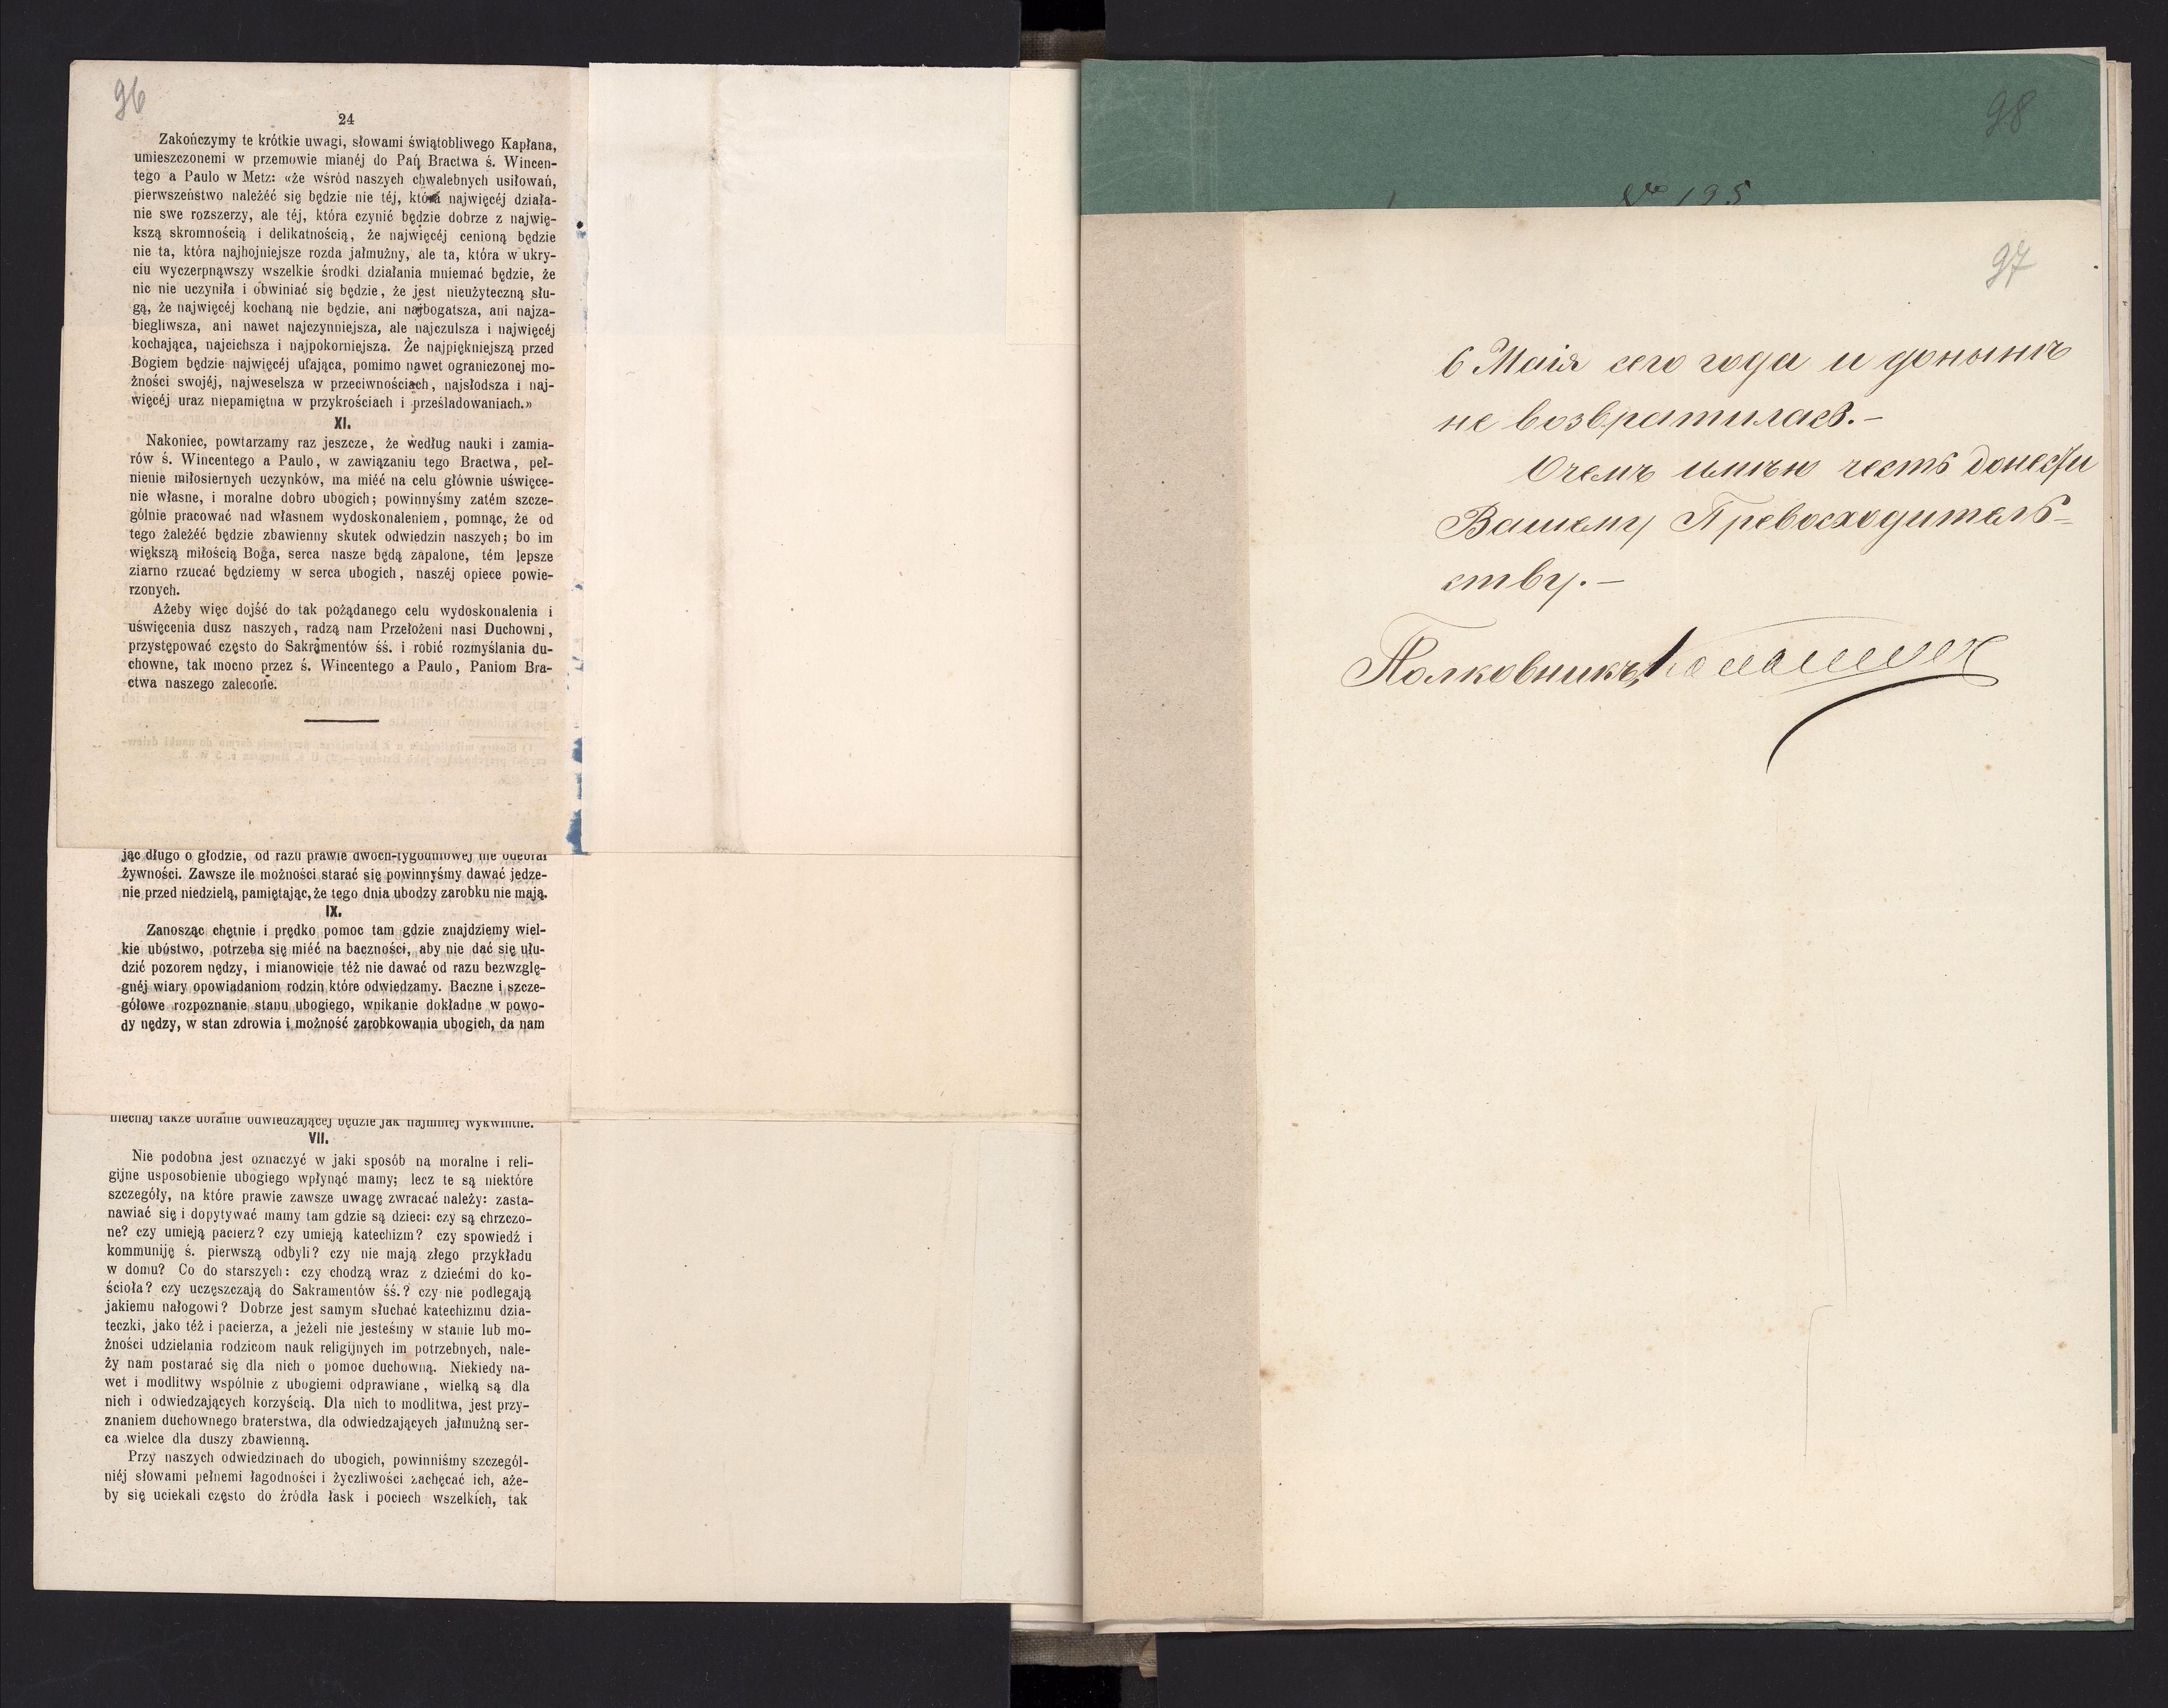 96
24
Zakończymy te krótkie uwagi, słowami świątobliwego Kapłana,
umieszczonemi w przemowie mianéj do Pań Bractwa ś. Wincen-
tego a Paulo w Metz: «że wśród naszych chwalebnych usiłowań,
pierwszeństwo należéć się będzie nie téj, która najwięcéj działa-
nie swe rozszerzy, ale téj, która czynić będzie dobrze z najwię-
kszą skromnością i delikatnością, że najwięcéj cenioną będzie
nie ta, która najhojniejsze rozda jałmużny, ale ta, która w ukry-
ciu wyczerpnąwszy wszelkie środki działania mniemać będzie, że
nic nie uczyniła i obwiniać się będzie, że jest nieużyteczną słu-
gą, że najwięcéj kochaną nie będzie, ani najbogatsza, ani najza-
biegliwsza, ani nawet najczynniejsza, ale najczulsza i najwięcéj
kochająca, najcichsza i najpokorniejsza. Że najpiękniejszą przed
Bogiem będzie najwięcéj ufająca, pomimo nawet ograniczonej mo-
żności swojéj, najweselsza w przeciwnościach, najsłodsza i naj-
więcéj uraz niepamiętna w przykrościach i prześladowaniach.»
XI.
Nakoniec, powtarzamy raz jeszcze, że według nauki i zamia-
rów ś. Wincentego a Paulo, w zawiązaniu tego Bractwa, peł-
nienie miłosiernych uczynków, ma miéć na celu głównie uświęce-
nie własne, i moralne dobro ubogich; powinnyśmy zatém szcze-
gólnie pracować nad własnem wydoskonaleniem, pomnąc, że od
tego żależéć będzie zbawienny skutek odwiedzin naszych; bo im
większą miłością Boga, serca nasze będą zapalone, tém lepsze
ziarno rzucać będziemy w serca ubogich, naszéj opiece powie-
rzonych.
Ażeby więc dojść do tak pożądanego celu wydoskonalenia i
uświęcenia dusz naszych, radzą nam Przełożeni nasi Duchowni,
przystępować często do Sakramentów śś. i robić rozmyślania du-
chowne, tak mocno przez ś. Wincentego a Paulo, Paniom Bra-
ctwa naszego zalecone.
jąc długo o głodzie, od razu prawie dwóch-tygodniowej nie odebrał
żywności. Zawsze ile możności starać się powinnyśmy dawać jedze-
nie przed niedzielą, pamiętając, że tego dnia ubodzy zarobku nie mają.
IX.
Zanosząc chętnie i prędko pomoc tam gdzie znajdziemy wiel-
kie ubóstwo, potrzeba się miéć na baczności, aby nie dać się ułu-
dzić pozorem nędzy, i mianowicie téż nie dawać od razu bezwzglę-
gnéj wiary opowiadaniom rodzin które odwiedzamy. Baczne i szcze-
gółowe rozpoznanie stanu ubogiego, wnikanie dokładne w powo-
dy nędzy, w stan zdrowia i możność zarobkowania ubogich, da nam
niechaj także ubranie odwiedzającej będzie jak najmniej wykwintne.
VII.
Nie podobna jest oznaczyć w jaki sposób na moralne i reli-
gijne usposobienie ubogiego wpłynąć mamy; lecz te są niektóre
szczegóły, na które prawie zawsze uwagę zwracać należy: zasta-
nawiać się i dopytywać mamy tam gdzie są dzieci: czy są chrzczo-
ne? czy umieją pacierz? czy umieją katechizm? czy spowiedź i
kommuniję ś. pierwszą odbyli? czy nie mają złego przykładu
w domu? Co do starszych: czy chodzą wraz z dziećmi do ko-
ścioła? czy uczęszczają do Sakramentów śś.? czy nie podlegają
jakiemu nałogowi? Dobrze jest samym słuchać katechizmu dzia-
teczki, jako téż i pacierza, a jeżeli nie jesteśmy w stanie lub mo-
żności udzielania rodzicom nauk religijnych im potrzebnych, nale-
ży nam postarać się dla nich o pomoc duchowną. Niekiedy na-
wet i modlitwy wspólnie z ubogiemi odprawiane, wielką są dla
nich i odwiedzających korzyścią. Dla nich to modlitwa, jest przy-
znaniem duchownego braterstwa, dla odwiedzających jałmużną ser-
ca wielce dla duszy zbawienną.
Przy naszych odwiedzinach do ubogich, powinniśmy szczegól-
niéj słowami pełnemi łagodności i życzliwości zachęcać ich, aże-
by się uciekali często do źródła łask i pociech wszelkich, tak
98
№ 195
97
6 Маія сего года и донынѣ
не возвратилась.—
Очемъ имѣю честь донести
Вашему Превосходитель-
ству.—
Полковникъ